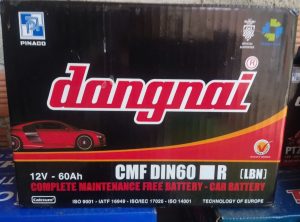 PINACO
dongnai®
12V - 60Ah
CMF DIN60 R (LBN)
COMPLETE MAINTENANCE FREE BATTERY - CAR BATTERY
Calcium
ISO 9001 - IATF 16949 - ISO/IEC 17025 - ISO 14001
TECHNOLOGY OF EUROPE